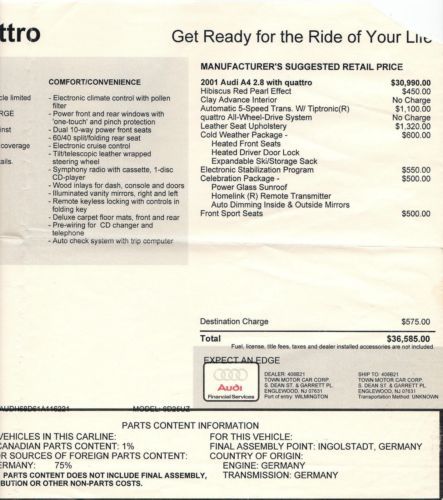 ttro
Get Ready for the Ride of Your Life
COMFORT/CONVENIENCE
- Electronic climate control with pollen
filter
- Power front and rear windows with
'one-touch' and pinch protection
- Dual 10-way power front seats
- 60/40 split/folding rear seat
- Electronic cruise control
- Tilt/telescopic leather wrapped
steering wheel
- Symphony radio with cassette, 1-disc
CD-player
- Wood inlays for dash, consoles and doors
- Illuminated vanity mirrors, right and left
- Remote keyless locking with controls in
folding key
- Deluxe carpet floor mats, front and rear
- Pre-wiring for CD changer and
telephone
- Auto check system with trip computer
cle limited
RGE
inst
coverage
tails.
MANUFACTURER'S SUGGESTED RETAIL PRICE
2001 Audi A4 2.8 with quattro $30,990.00
Hibiscus Red Pearl Effect $450.00
Clay Advance Interior No Charge
Automatic 5-Speed Trans. W/ Tiptronic(R) $1,100.00
quattro All-Wheel-Drive System No Charge
Leather Seat Upholstery $1,320.00
Cold Weather Package - $600.00
Heated Front Seats
Heated Driver Door Lock
Expandable Ski/Storage Sack
Electronic Stabilization Program $550.00
Celebration Package - $500.00
Power Glass Sunroof
Homelink (R) Remote Transmitter
Auto Dimming Inside & Outside Mirrors
Front Sport Seats $500.00
Destination Charge $575.00
Total $36,585.00
Fuel, license, title fees, taxes and dealer installed accessories are not included.
EXPECT AN EDGE
Audi
Financial Services
DEALER: 408B21
TOWN MOTOR CAR CORP.
S. DEAN ST. & GARRETT PL
ENGLEWOOD, NJ 07631
Port of entry: WILMINGTON
SHIP TO: 408B21
TOWN MOTOR CAR CORP.
S. DEAN ST. & GARRETT PL.
ENGLEWOOD, NJ 07631
Transportation Method: UNKNOWN
MODEL:
PARTS CONTENT INFORMATION
VEHICLES IN THIS CARLINE:
CANADIAN PARTS CONTENT: 1%
OR SOURCES OF FOREIGN PARTS CONTENT:
ERMANY: 75%
PARTS CONTENT DOES NOT INCLUDE FINAL ASSEMBLY,
BUTION OR OTHER NON-PARTS COSTS.
FOR THIS VEHICLE:
FINAL ASSEMBLY POINT: INGOLSTADT, GERMANY
COUNTRY OF ORIGIN:
ENGINE: GERMANY
TRANSMISSION: GERMANY